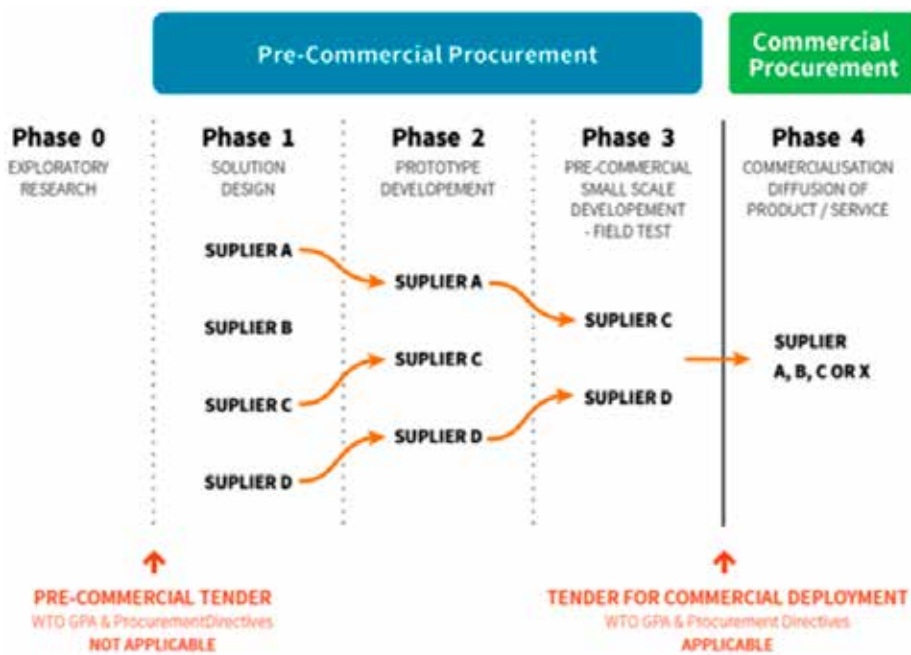 Pre-Commercial Procurement
Commercial
Procurement
Phase 0
EXPLORATORY
RESEARCH
Phase 1
SOLUTION
DESIGN
Phase 2
PROTOTYPE
DEVELOPEMENT
Phase 3
PRE-COMMERCIAL
SMALL SCALE
DEVELOPEMENT
- FIELD TEST
Phase 4
COMMERCIALISATION
DIFFUSION OF
PRODUCT / SERVICE
SUPLIER A
SUPLIER B
SUPLIER C
SUPLIER D
SUPLIER A
SUPLIER C
SUPLIER D
SUPLIER C
SUPLIER D
SUPLIER
A, B, C OR X
PRE-COMMERCIAL TENDER
WTO GPA & ProcurementDirectives
NOT APPLICABLE
TENDER FOR COMMERCIAL DEPLOYMENT
WTO GPA & Procurement Directives
APPLICABLE